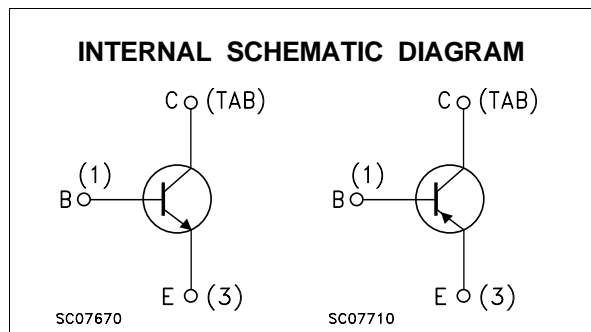 INTERNAL SCHEMATIC DIAGRAM
C (TAB)
C (TAB)
(1)
(1)
B
B
E (3)
E (3)
SC07670
SC07710